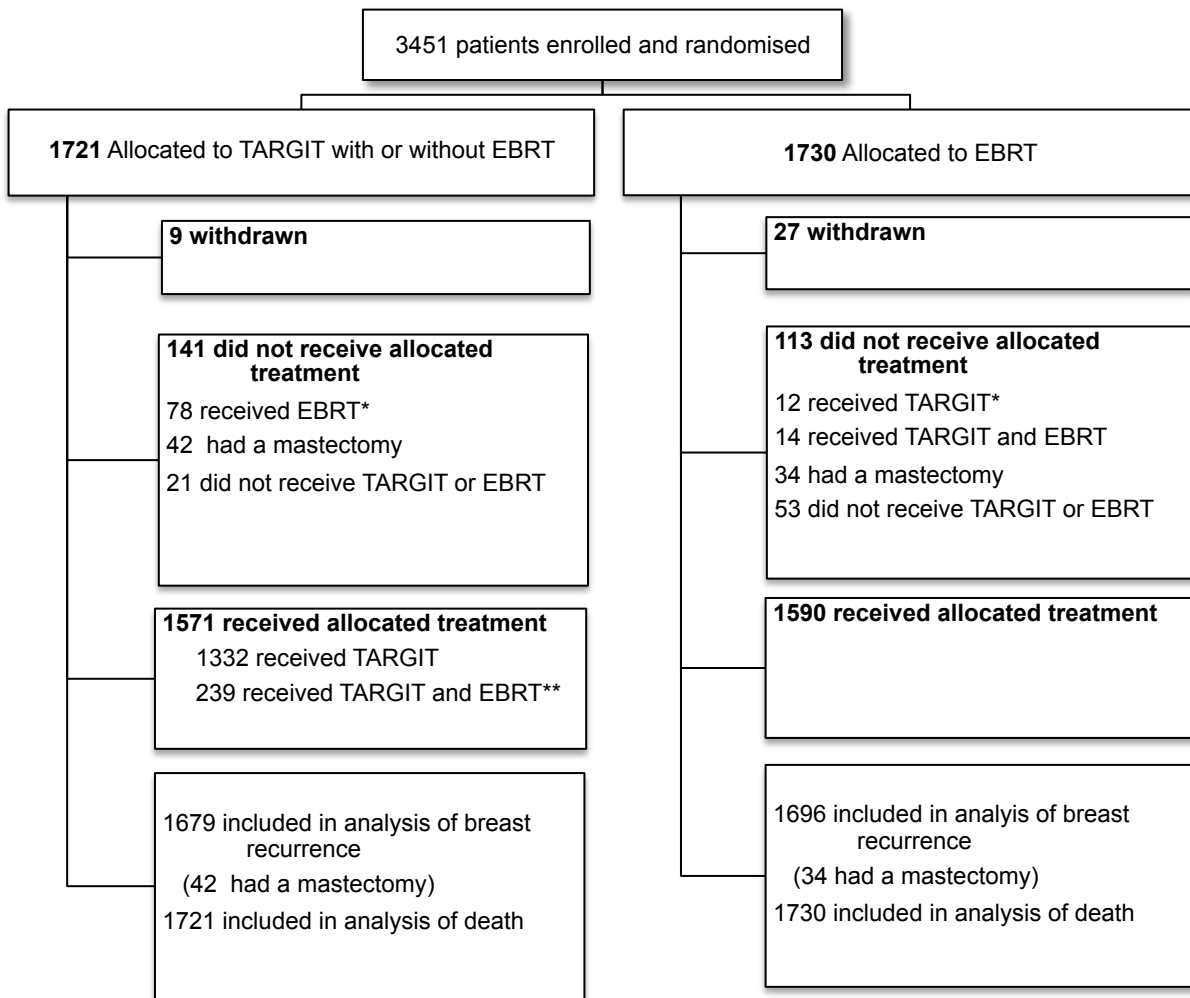 3451 patients enrolled and randomised
1721 Allocated to TARGIT with or without EBRT
1730 Allocated to EBRT
9 withdrawn
27 withdrawn
141 did not receive allocated
treatment
78 received EBRT*
42 had a mastectomy
21 did not receive TARGIT or EBRT
113 did not receive allocated
treatment
12 received TARGIT*
14 received TARGIT and EBRT
34 had a mastectomy
53 did not receive TARGIT or EBRT
1571 received allocated treatment
1332 received TARGIT
239 received TARGIT and EBRT**
1590 received allocated treatment
1679 included in analysis of breast
recurrence
(42 had a mastectomy)
1721 included in analysis of death
1696 included in analyis of breast
recurrence
(34 had a mastectomy)
1730 included in analysis of death